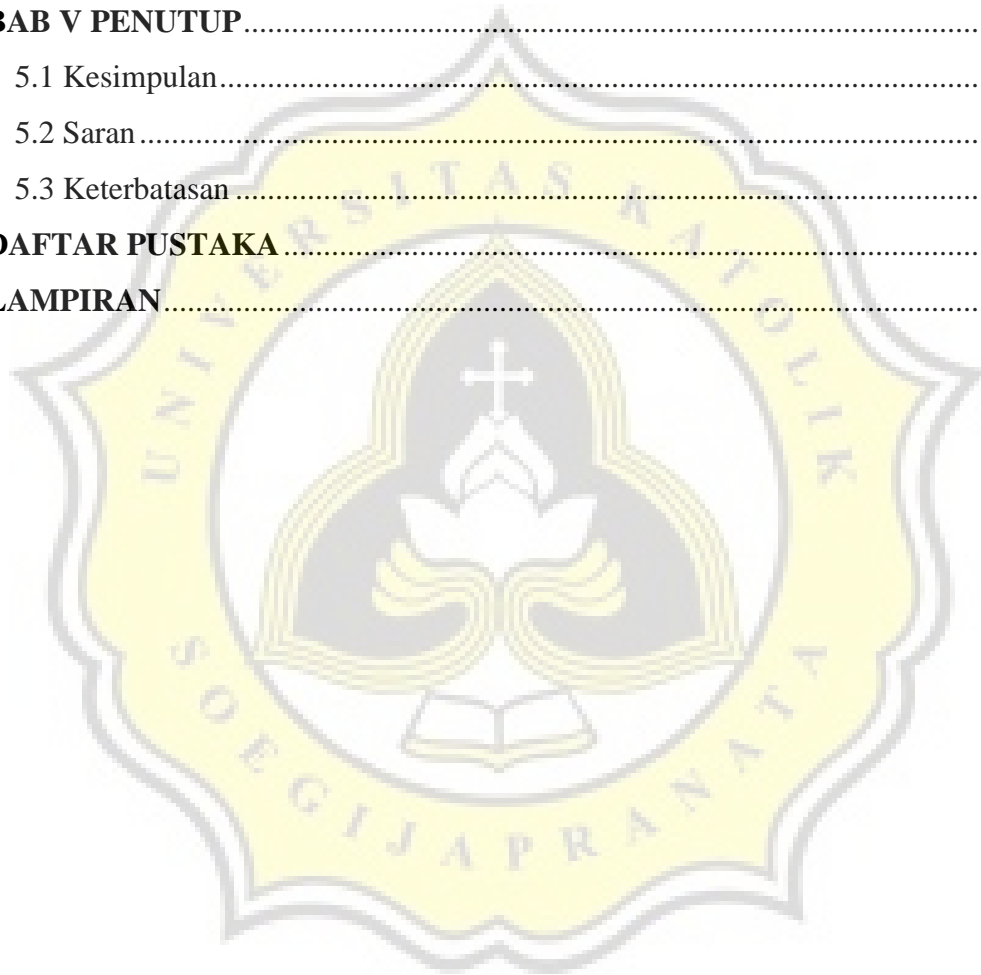 BAB V PENUTUP
5.1 Kesimpulan
5.2 Saran
5.3 Keterbatasan
DAFTAR PUSTAKA
LAMPIRAN
UNIVERSITAS KATOLIK
SOEGIJAPRANATA